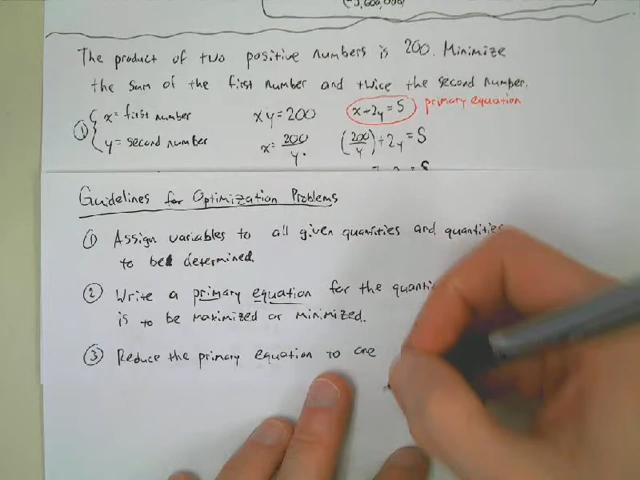 The product of two positive numbers is 200. Minimize
the sum of the first number and twice the second number.
① { x = first number
y = second number
xy = 200
x = 200/y.
x+2y = S primary equation
(200/y) + 2y = S
Guidelines for Optimization Problems
① Assign variables to all given quantities and quantities
to be determined.
② Write a primary equation for the
is to be maximized or minimized.
③ Reduce the primary equation to one